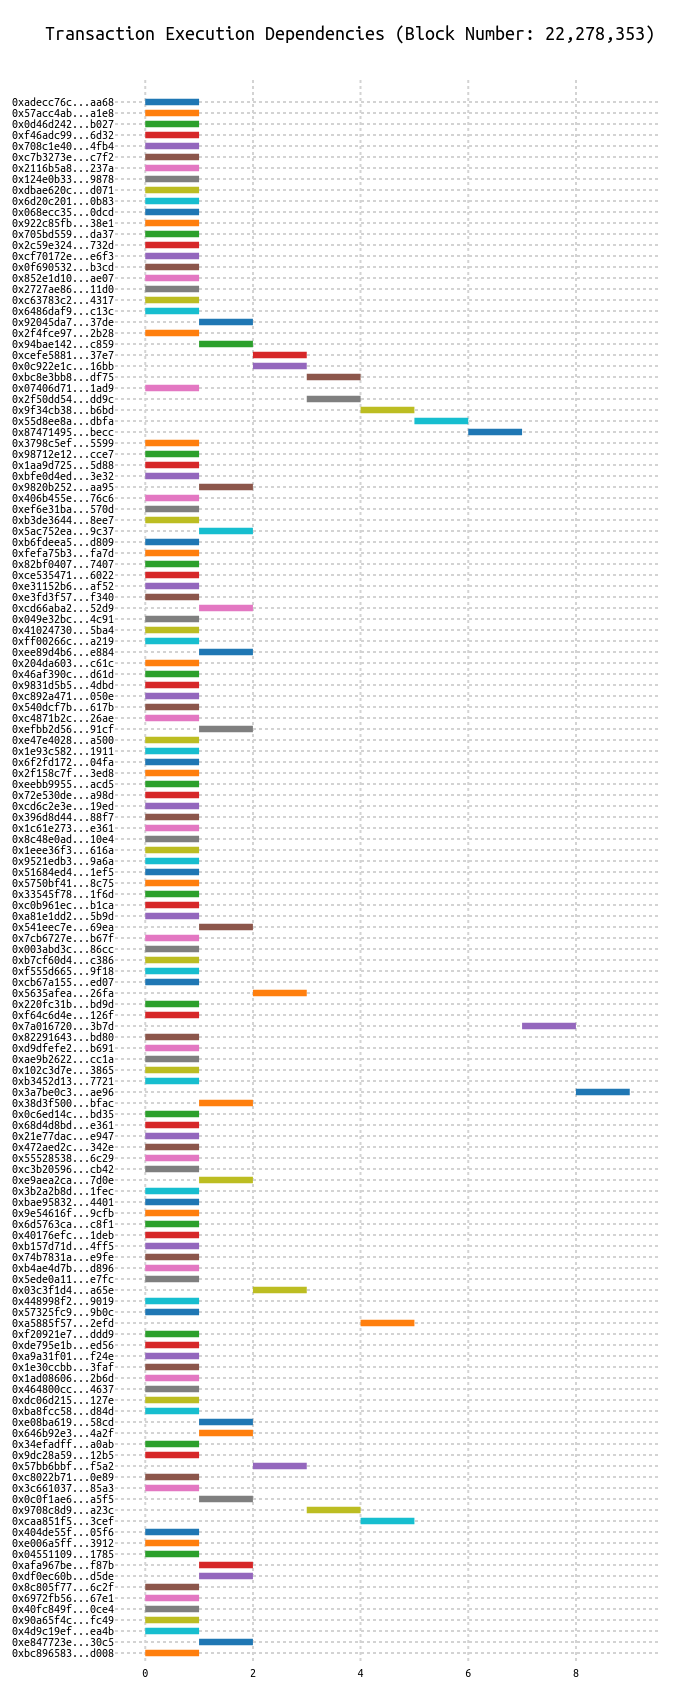 Transaction Execution Dependencies (Block Number: 22,278,353)
0xadecc76c...aa68
0x57acc4ab...a1e8
0x0d46d242...b027
0xf46adc99...6d32
0x708c1e40...4fb4
0xc7b3273e...c7f2
0x2116b5a8...237a
0x124e0b33...9878
0xdbae620c...d071
0x6d20c201...0b83
0x068ecc35...0dcd
0x922c85fb...38e1
0x705bd559...da37
0x2c59e324...732d
0xcf70172e...e6f3
0x0f690532...b3cd
0x852e1d10...ae07
0x2727ae86...11d0
0xc63783c2...4317
0x6486daf9...c13c
0x92045da7...37de
0x2f4fce97...2b28
0x94bae142...c859
0xcefe5881...37e7
0x0c922e1c...16bb
0xbc8e3bb8...df75
0x07406d71...1ad9
0x2f50dd54...dd9c
0x9f34cb38...b6bd
0x55d8ee8a...dbfa
0x87471495...becc
0x3798c5ef...5599
0x98712e12...cce7
0x1aa9d725...5d88
0xbfe0d4ed...3e32
0x9820b252...aa95
0x406b455e...76c6
0xef6e31ba...570d
0xb3de3644...8ee7
0x5ac752ea...9c37
0xb6fdeea5...d809
0xfefa75b3...fa7d
0x82bf0407...7407
0xce535471...6022
0xe31152b6...af52
0xe3fd3f57...f340
0xcd66aba2...52d9
0x049e32bc...4c91
0x41024730...5ba4
0xff00266c...a219
0xee89d4b6...e884
0x204da603...c61c
0x46af390c...d61d
0x9831d5b5...4dbd
0xc892a471...050e
0x540dcf7b...617b
0xc4871b2c...26ae
0xefbb2d56...91cf
0xe47e4028...a500
0x1e93c582...1911
0x6f2fd172...04fa
0x2f158c7f...3ed8
0xeebb9955...acd5
0x72e530de...a98d
0xcd6c2e3e...19ed
0x396d8d44...88f7
0x1c61e273...e361
0x8c48e0ad...10e4
0x1eee36f3...616a
0x9521edb3...9a6a
0x51684ed4...1ef5
0x5750bf41...8c75
0x33545f78...1f6d
0xc0b961ec...b1ca
0xa81e1dd2...5b9d
0x541eec7e...69ea
0x7cb6727e...b67f
0x003abd3c...86cc
0xb7cf60d4...c386
0xf555d665...9f18
0xcb67a155...ed07
0x5635afea...26fa
0x220fc31b...bd9d
0xf64c6d4e...126f
0x7a016720...3b7d
0x82291643...bd80
0xd9dfefe2...b691
0xae9b2622...cc1a
0x102c3d7e...3865
0xb3452d13...7721
0x3a7be0c3...ae96
0x38d3f500...bfac
0x0c6ed14c...bd35
0x68d4d8bd...e361
0x21e77dac...e947
0x472aed2c...342e
0x55528538...6c29
0xc3b20596...cb42
0xe9aea2ca...7d0e
0x3b2a2b8d...1fec
0xbae95832...4401
0x9e54616f...9cfb
0x6d5763ca...c8f1
0x40176efc...1deb
0xb157d71d...4ff5
0x74b7831a...e9fe
0xb4ae4d7b...d896
0x5ede0a11...e7fc
0x03c3f1d4...a65e
0x448998f2...9019
0x57325fc9...9b0c
0xa5885f57...2efd
0xf20921e7...ddd9
0xde795e1b...ed56
0xa9a31f01...f24e
0x1e30ccbb...3faf
0x1ad08606...2b6d
0x464800cc...4637
0xdc06d215...127e
0xba8fcc58...d84d
0xe08ba619...58cd
0x646b92e3...4a2f
0x34efadff...a0ab
0x9dc28a59...12b5
0x57bb6bbf...f5a2
0xc8022b71...0e89
0x3c661037...85a3
0x0c0f1ae6...a5f5
0x9708c8d9...a23c
0xcaa851f5...3cef
0x404de55f...05f6
0xe006a5ff...3912
0x04551109...1785
0xafa967be...f87b
0xdf0ec60b...d5de
0x8c805f77...6c2f
0x6972fb56...67e1
0x40fc849f...0ce4
0x90a65f4c...fc49
0x4d9c19ef...ea4b
0xe847723e...30c5
0xbc896583...d008
0 2 4 6 8